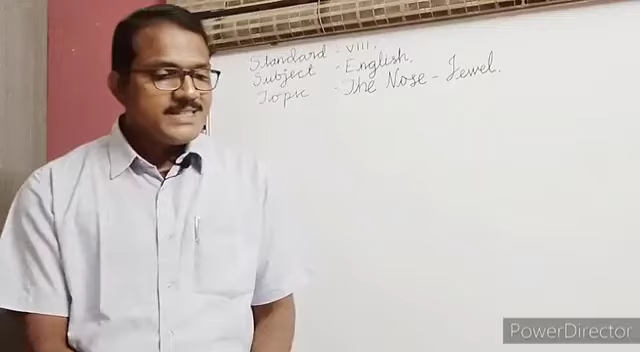 Standard : VIII.
Subject - English.
Topic - The Nose - Jewel.
PowerDirector